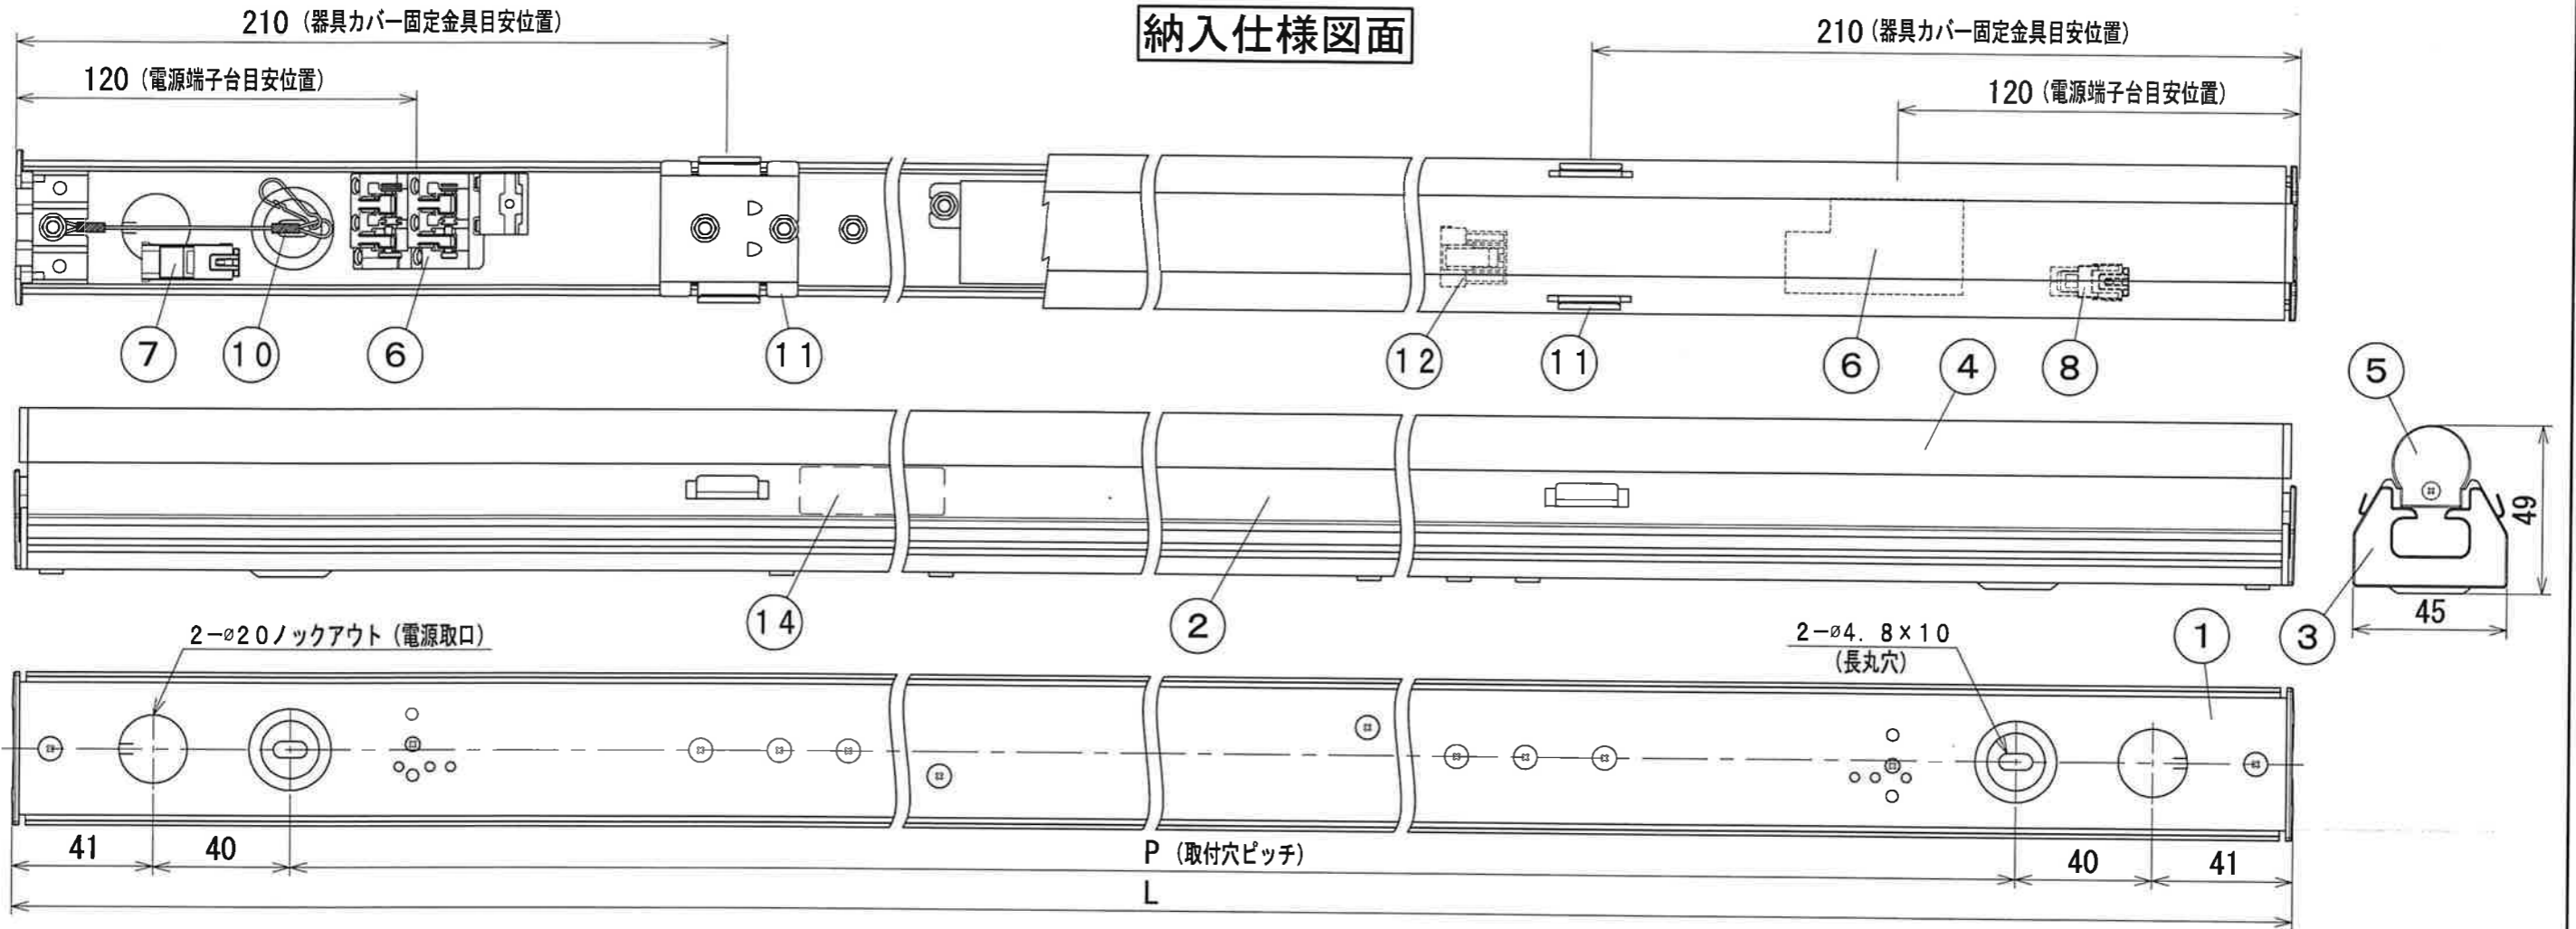 納入仕様図面
210 (器具カバー固定金具目安位置)
210 (器具カバー固定金具目安位置)
120 (電源端子台目安位置)
120 (電源端子台目安位置)
7
10
6
11
12
11
6
4
8
5
49
45
3
14
2
1
2-ø20ノックアウト (電源取口)
2-ø4.8×10
(長丸穴)
41
40
P (取付穴ピッチ)
40
41
L